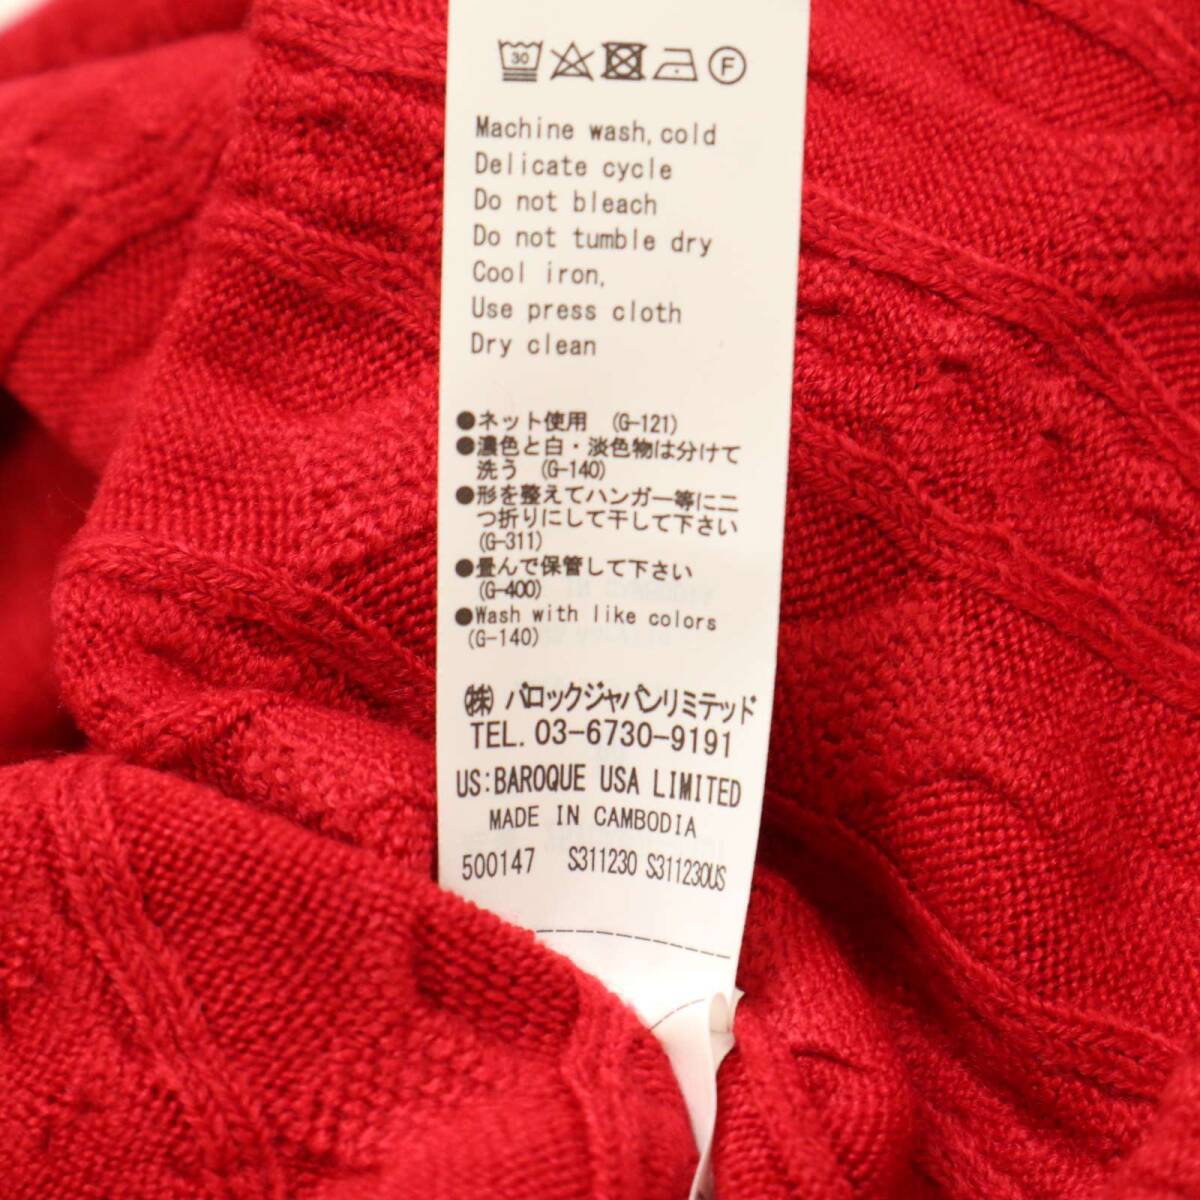 30
F
Machine wash, cold
Delicate cycle
Do not bleach
Do not tumble dry
Cool iron,
Use press cloth
Dry clean
●ネット使用 (G-121)
●濃色と白・淡色物は分けて
洗う (G-140)
●形を整えてハンガー等に二
つ折りにして干して下さい
(G-311)
●畳んで保管して下さい
(G-400)
●Wash with like colors
(G-140)
㈱ バロックジャパンリミテッド
TEL. 03-6730-9191
US:BAROQUE USA LIMITED
MADE IN CAMBODIA
500147 S311230 S311230US